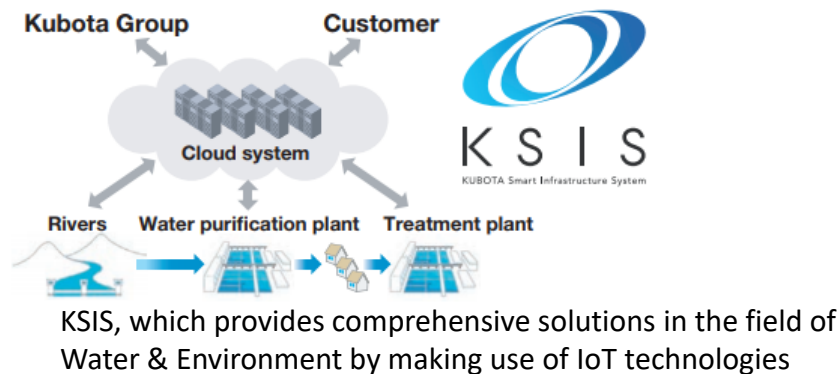 Kubota Group
Customer
Cloud system
KSIS
KUBOTA Smart Infrastructure System
Rivers
Water purification plant
Treatment plant
KSIS, which provides comprehensive solutions in the field of
Water & Environment by making use of IoT technologies